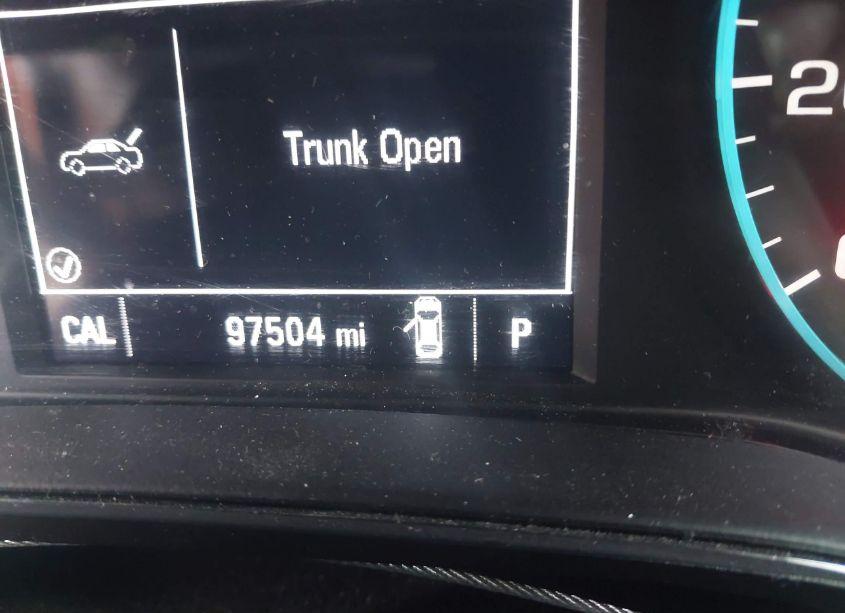 Trunk Open
CAL 97504 mi P